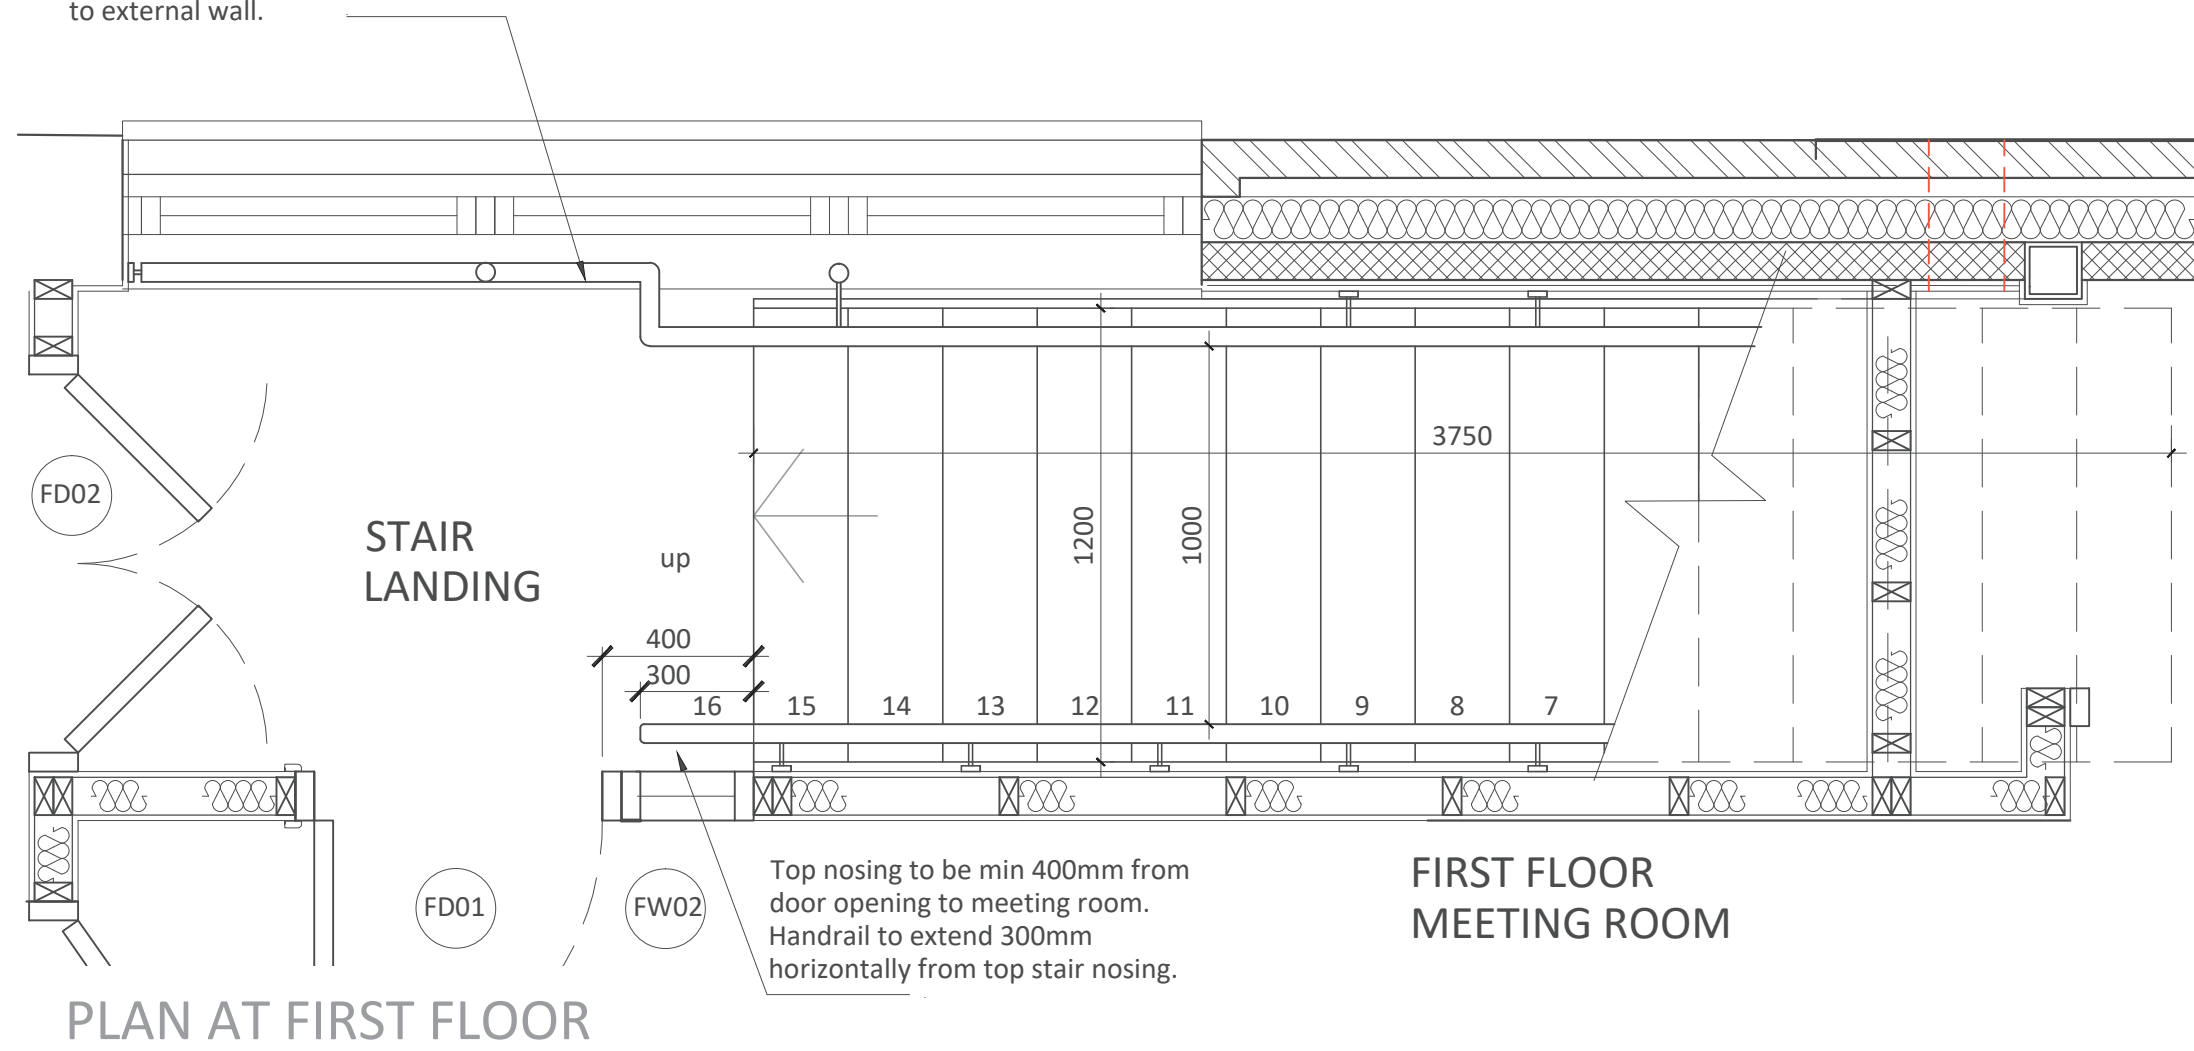 to external wall.
3750
FD02
STAIR
LANDING
up
1200
1000
400
300
16
15
14
13
12
11
10
9
8
7
Top nosing to be min 400mm from
door opening to meeting room.
Handrail to extend 300mm
horizontally from top stair nosing.
FIRST FLOOR
MEETING ROOM
FD01
FW02
PLAN AT FIRST FLOOR